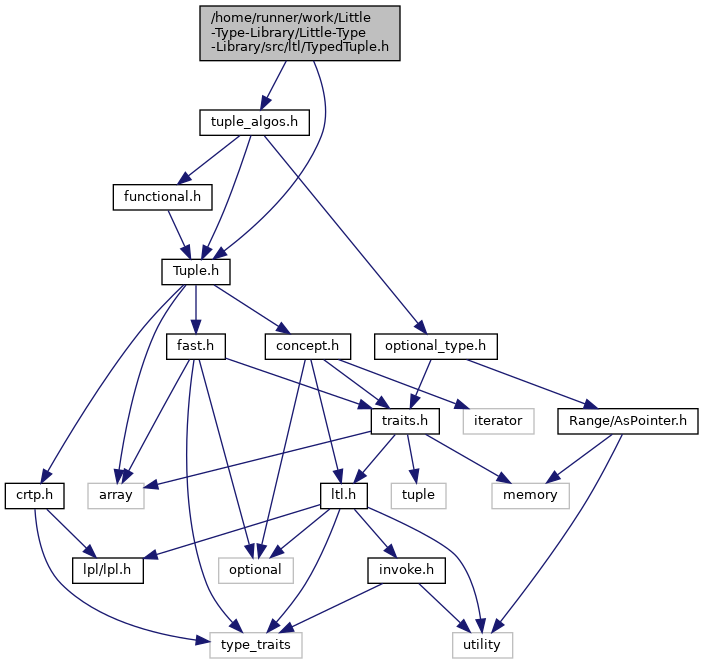 /home/runner/work/Little
-Type-Library/Little-Type
-Library/src/ltl/TypedTuple.h
tuple_algos.h
functional.h
Tuple.h
fast.h
concept.h
optional_type.h
traits.h
iterator
Range/AsPointer.h
crtp.h
array
ltl.h
tuple
memory
lpl/lpl.h
optional
invoke.h
type_traits
utility